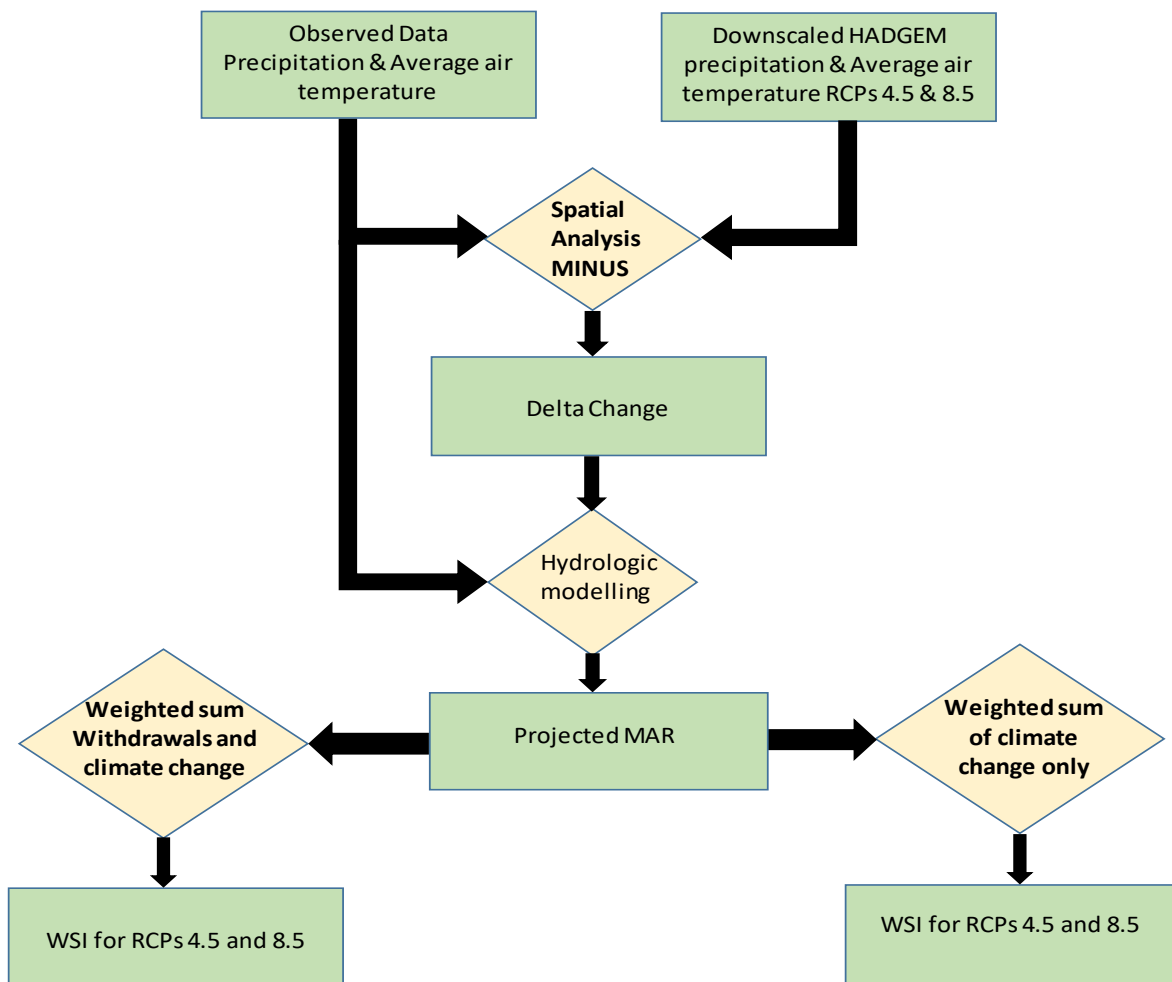 Observed Data
Precipitation & Average air
temperature
Downscaled HADGEM
precipitation & Average air
temperature RCPs 4.5 & 8.5
Spatial
Analysis
MINUS
Delta Change
Hydrologic
modelling
Weighted sum
Withdrawals and
climate change
Projected MAR
Weighted sum
of climate
change only
WSI for RCPs 4.5 and 8.5
WSI for RCPs 4.5 and 8.5